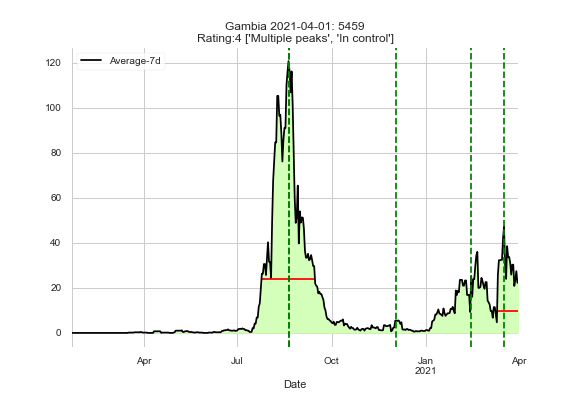 Gambia 2021-04-01: 5459
Rating:4 ['Multiple peaks', 'In control']
Average-7d
120
100
80
60
40
20
0
Apr
Jul
Oct
Jan
2021
Apr
Date